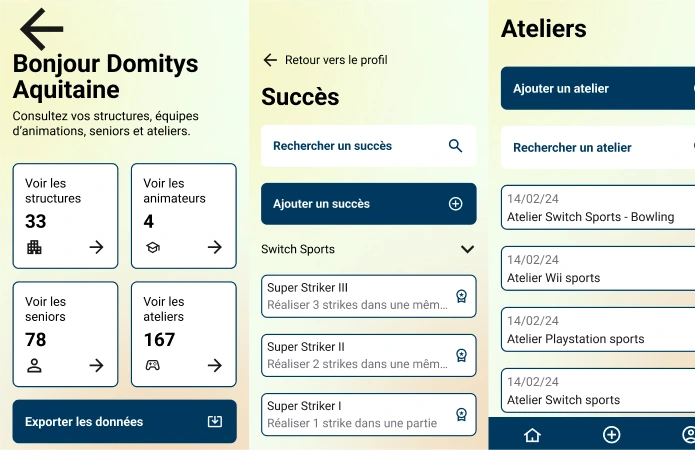 Bonjour Domitys
Aquitaine
Consultez vos structures, équipes
d'animations, seniors et ateliers.
Voir les
structures
33
Voir les
animateurs
4
Voir les
seniors
78
Voir les
ateliers
167
Exporter les données
Retour vers le profil
Succès
Rechercher un succès
Ajouter un succès
Switch Sports
Super Striker III
Réaliser 3 strikes dans une mêm...
Super Striker II
Réaliser 2 strikes dans une mêm...
Super Striker I
Réaliser 1 strike dans une partie
Ateliers
Ajouter un atelier
Rechercher un atelier
14/02/24
Atelier Switch Sports - Bowling
14/02/24
Atelier Wii sports
14/02/24
Atelier Playstation sports
14/02/24
Atelier Switch sports